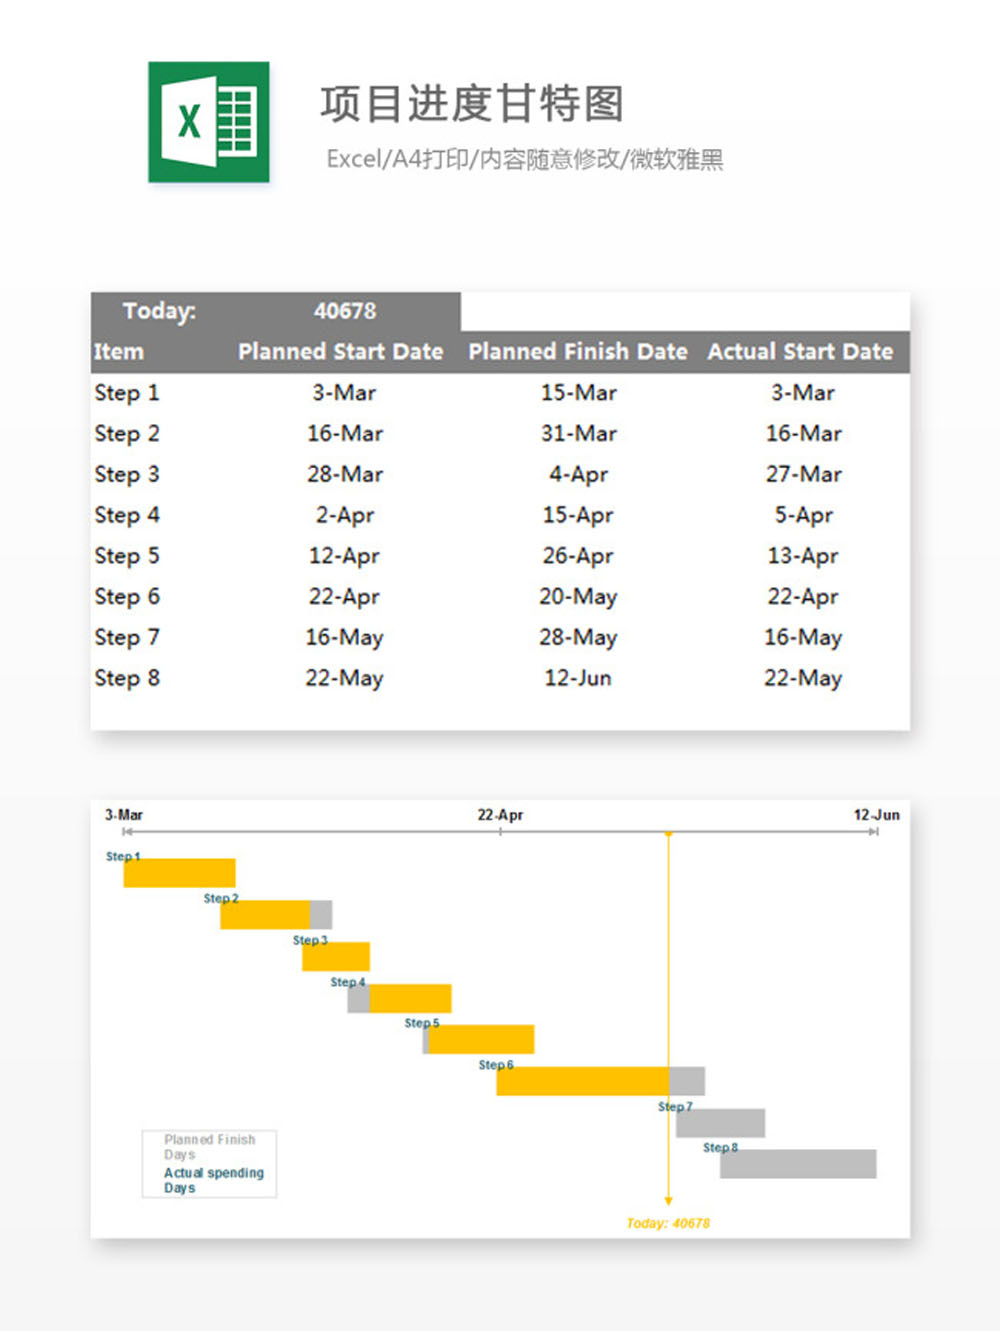 X
项目进度甘特图
Excel/A4打印/内容随意修改/微软雅黑
Today: 40678
Item Planned Start Date Planned Finish Date Actual Start Date
Step 1 3-Mar 15-Mar 3-Mar
Step 2 16-Mar 31-Mar 16-Mar
Step 3 28-Mar 4-Apr 27-Mar
Step 4 2-Apr 15-Apr 5-Apr
Step 5 12-Apr 26-Apr 13-Apr
Step 6 22-Apr 20-May 22-Apr
Step 7 16-May 28-May 16-May
Step 8 22-May 12-Jun 22-May
3-Mar 22-Apr 12-Jun
Step 1
Step 2
Step 3
Step 4
Step 5
Step 6
Step 7
Step 8
Planned Finish
Days
Actual spending
Days
Today: 40678